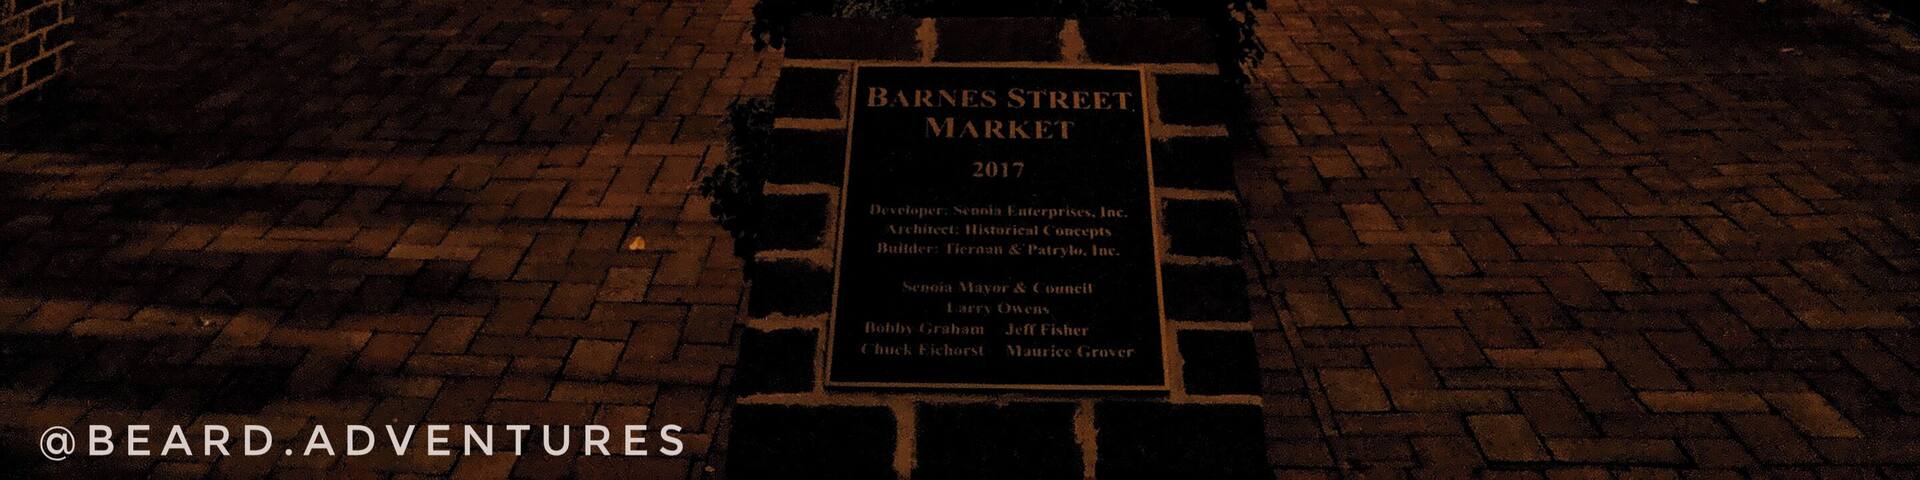 BARNES STREET
MARKET
2017
Developer: Senoia Enterprises, Inc.
Architect: Historical Concepts
Builder: Tiernan & Patrylo, Inc.
Senoia Mayor & Council
Larry Owens
Bobby Graham Jeff Fisher
Chuck Eichorst Maurice Grover
@BEARD.ADVENTURES